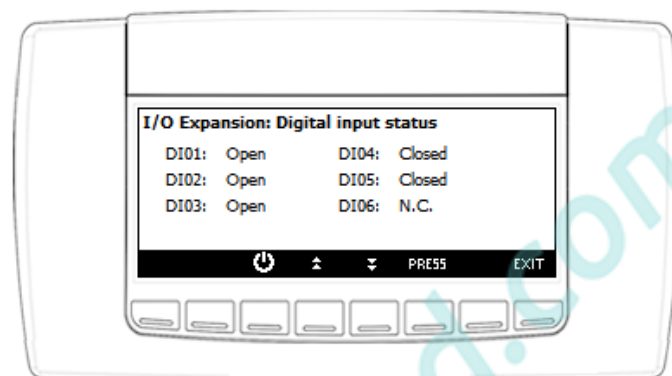 I/O Expansion: Digital input status
DI01: Open DI04: Closed
DI02: Open DI05: Closed
DI03: Open DI06: N.C.
PRESS EXIT